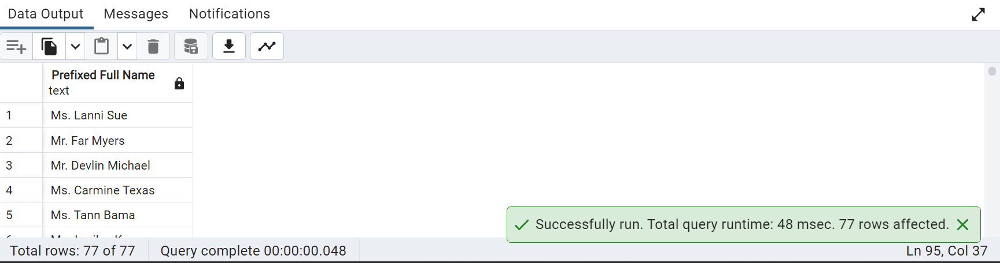 Data Output Messages Notifications
Prefixed Full Name
text
1 Ms. Lanni Sue
2 Mr. Far Myers
3 Mr. Devlin Michael
4 Ms. Carmine Texas
5 Ms. Tann Bama
Successfully run. Total query runtime: 48 msec. 77 rows affected.
Total rows: 77 of 77 Query complete 00:00:00.048 Ln 95, Col 37